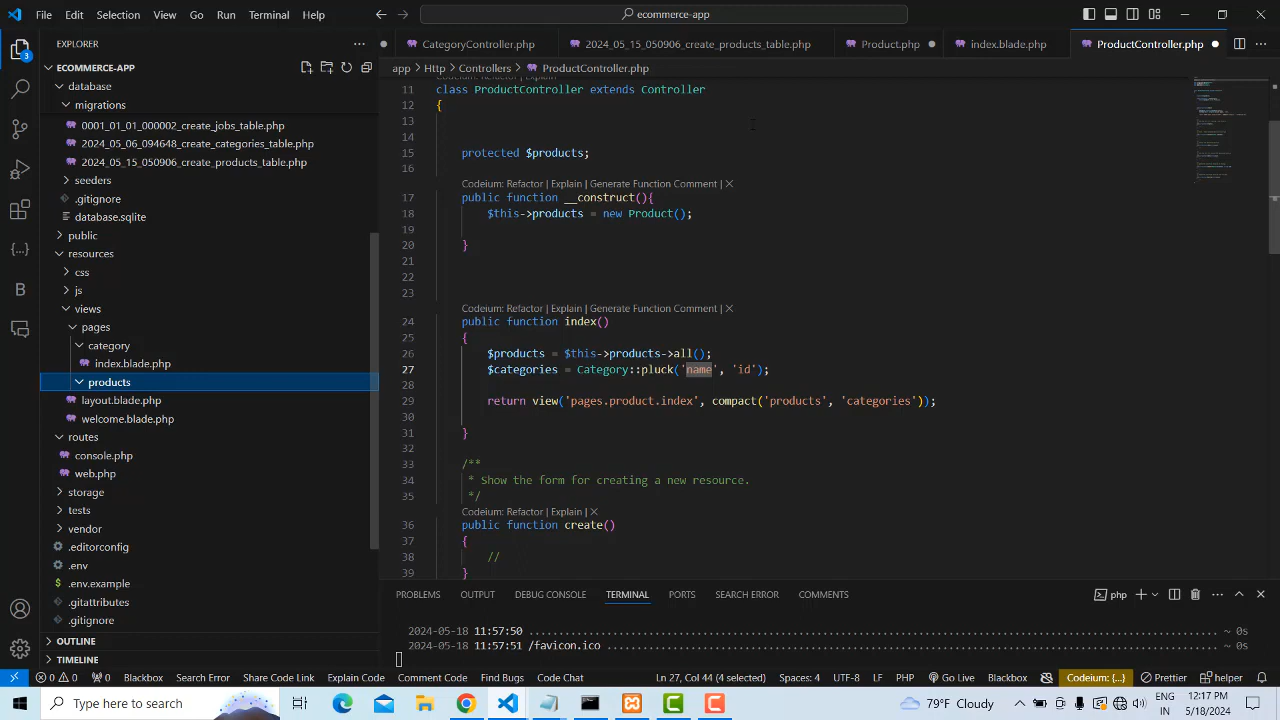 File Edit Selection View Go Run Terminal Help
ecommerce-app
EXPLORER
CategoryController.php
2024_05_15_050906_create_products_table.php
Product.php
index.blade.php
ProductController.php
ECOMMERCE-APP
app > Http > Controllers > ProductController.php
database
migrations
0001_01_01_000002_create_jobs_table.php
2024_05_14_094648_create_categories_table.php
2024_05_15_050906_create_products_table.php
seeders
.gitignore
database.sqlite
public
resources
css
js
views
pages
category
index.blade.php
products
layout.blade.php
welcome.blade.php
routes
console.php
web.php
storage
tests
vendor
.editorconfig
.env
.env.example
.gitattributes
.gitignore
OUTLINE
TIMELINE
Codeium: Refactor | Explain
11 class ProductController extends Controller
12 {
13
14
15 protected $products;
16
Codeium: Refactor | Explain | Generate Function Comment | ×
17 public function __construct(){
18 $this->products = new Product();
19
20 }
21
22
23
Codeium: Refactor | Explain | Generate Function Comment | ×
24 public function index()
25 {
26 $products = $this->products->all();
27 $categories = Category::pluck('name', 'id');
28
29 return view('pages.product.index', compact('products', 'categories'));
30
31 }
32
33 /**
34 * Show the form for creating a new resource.
35 */
Codeium: Refactor | Explain | ×
36 public function create()
37 {
38 //
39 }
PROBLEMS OUTPUT DEBUG CONSOLE TERMINAL PORTS SEARCH ERROR COMMENTS
php
2024-05-18 11:57:50 ~ 0s
2024-05-18 11:57:51 /favicon.ico ~ 0s
0 0 0 Blackbox Search Error Share Code Link Explain Code Comment Code Find Bugs Code Chat Ln 27, Col 44 (4 selected) Spaces: 4 UTF-8 LF PHP Go Live Blackbox Codeium: {...} Prettier helper
Type here to search
79°F Cloudy
ENG
IN
12:17 PM
5/18/2024